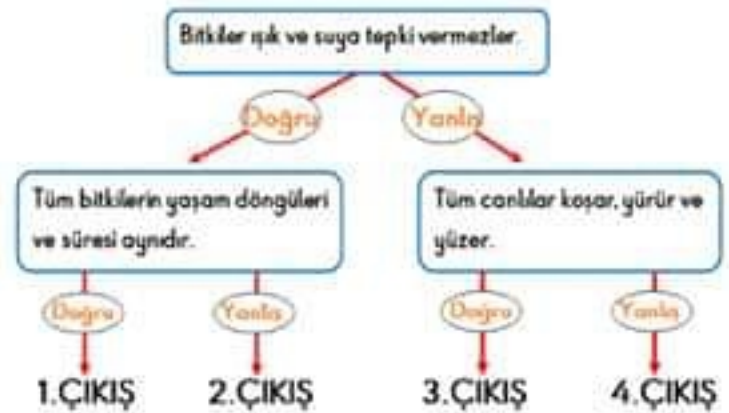 Bitkiler ışık ve suya tepki vermezler.
Doğru
Yanlış
Tüm bitkilerin yaşam döngüleri
ve süresi aynıdır.
Tüm canlılar koşar, yürür ve
yüzer.
Doğru
Yanlış
Doğru
Yanlış
1.ÇIKIŞ
2.ÇIKIŞ
3.ÇIKIŞ
4.ÇIKIŞ